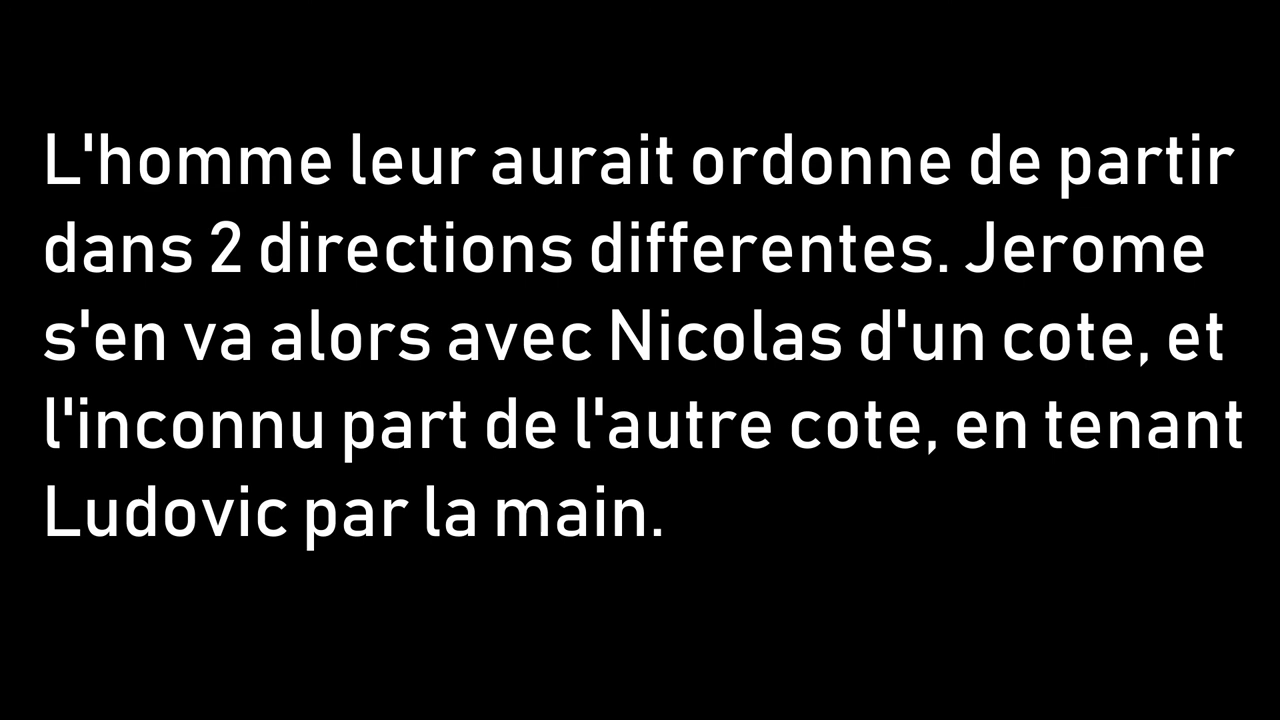 L'homme leur aurait ordonne de partir
dans 2 directions differentes. Jerome
s'en va alors avec Nicolas d'un cote, et
l'inconnu part de l'autre cote, en tenant
Ludovic par la main.